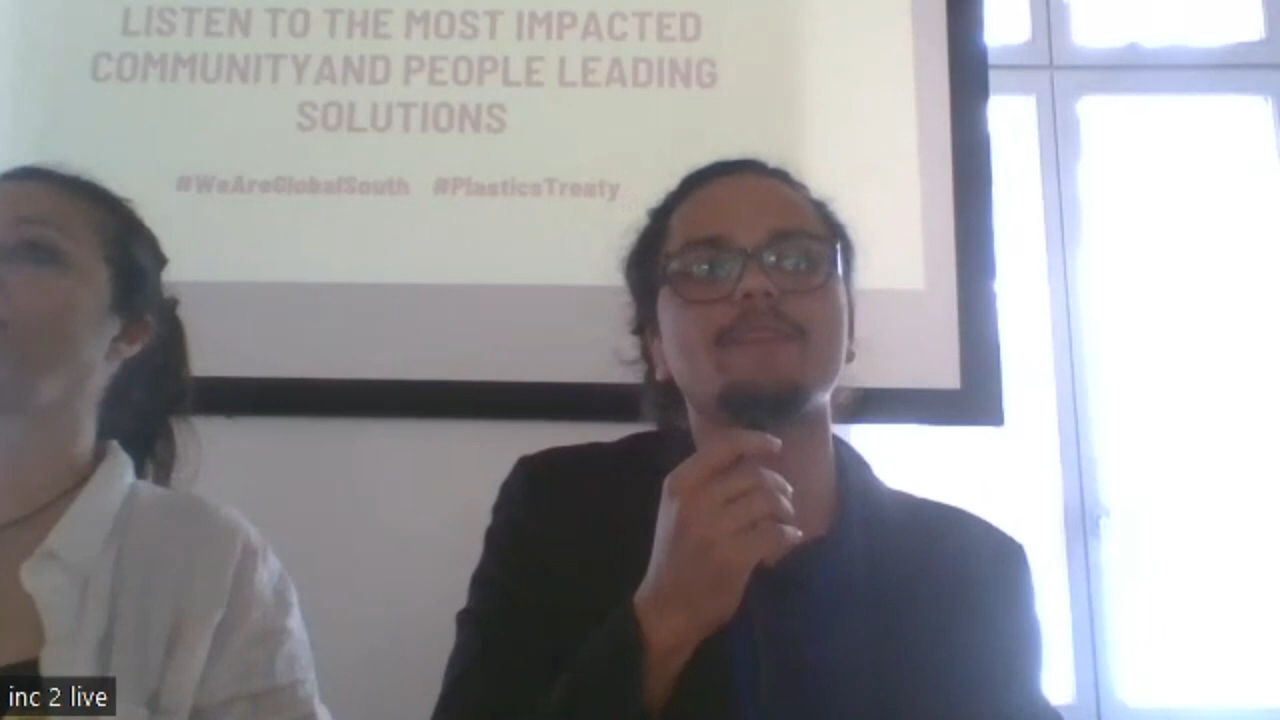 LISTEN TO THE MOST IMPACTED
COMMUNITYAND PEOPLE LEADING
SOLUTIONS
#WeAreGlobalSouth #PlasticsTreaty
inc 2 live